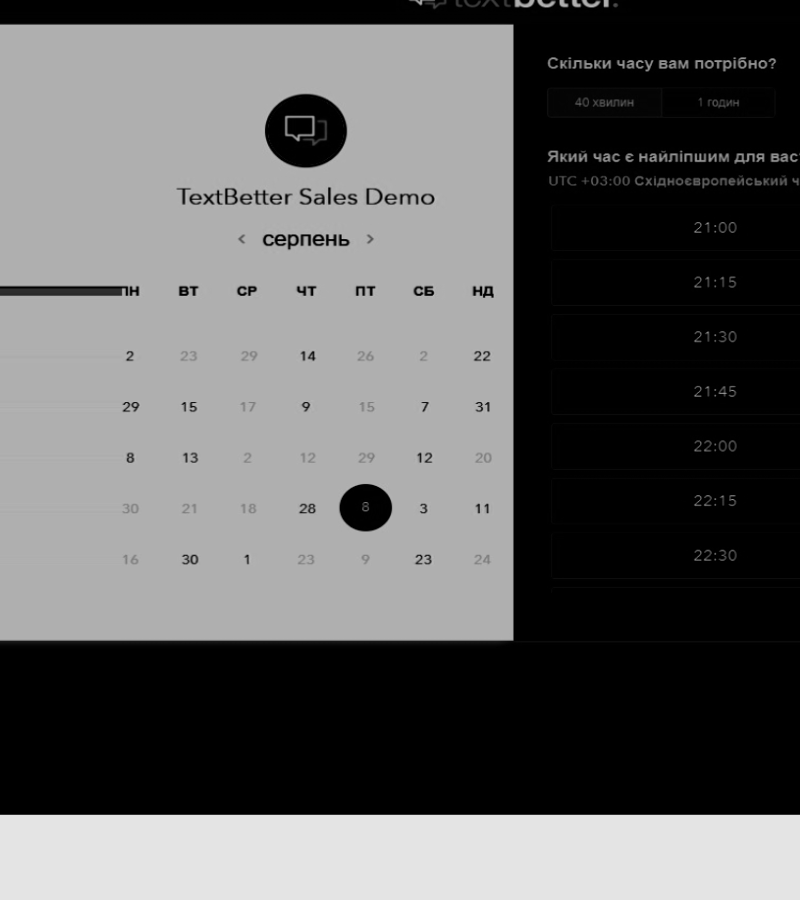 textbetter.
TextBetter Sales Demo
< серпень >
ПН ВТ СР ЧТ ПТ СБ НД
2 23 29 14 26 2 22
29 15 17 9 15 7 31
8 13 2 12 29 12 20
30 21 18 28 8 3 11
16 30 1 23 9 23 24
Скільки часу вам потрібно?
40 хвилин 1 годин
Який час є найліпшим для вас
UTC +03:00 Східноєвропейський ч
21:00
21:15
21:30
21:45
22:00
22:15
22:30